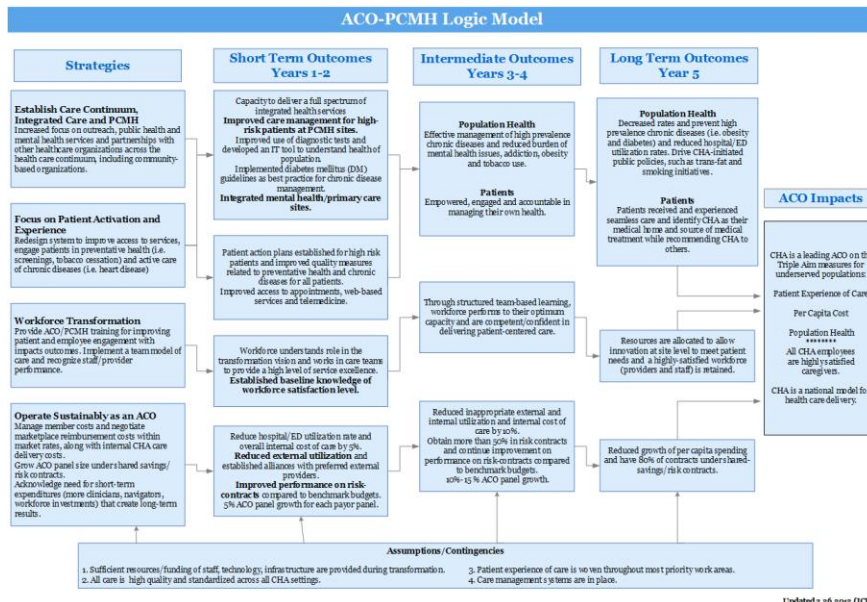 ACO-PCMH Logic Model
Strategies
Establish Care Continuum,
Integrated Care and PCMH
Increased focus on outreach, public health and
mental health services and partnerships with
other healthcare organizations across the
health care continuum, including community-
based organizations.
Focus on Patient Activation and
Experience
Redesign system to improve access to services,
engage patients in preventative health (i.e.
screenings, tobacco cessation) and active care
of chronic diseases (i.e. heart disease)
Workforce Transformation
Provide ACO/PCMH training for improving
patient and employee engagement with
impacts outcomes. Implement a team model of
care and recognize staff/provider
performance.
Operate Sustainably as an ACO
Manage member costs and negotiate
marketplace reimbursement costs within
market rates, along with internal CHA care
delivery costs.
Grow ACO panel size under shared savings/
risk contracts.
Acknowledge need for short-term
expenditures (more clinicians, navigators,
workforce investments) that create long-term
results.
Short Term Outcomes
Years 1-2
Capacity to deliver a full spectrum of
integrated health services
Improved care management for high-
risk patients at PCMH sites.
Improved use of diagnostic tests and
developed an IT tool to understand health of
population.
Implemented diabetes mellitus (DM)
guidelines as best practice for chronic disease
management.
Integrated mental health/primary care
sites.
Patient action plans established for high risk
patients and improved quality measures
related to preventative health and chronic
diseases for all patients.
Improved access to appointments, web-based
services and telemedicine.
Workforce understands role in the
transformation vision and works in care teams
to provide a high level of service excellence.
Established baseline knowledge of
workforce satisfaction level.
Reduce hospital/ED utilization rate and
overall internal cost of care by 5%.
Reduced external utilization and
established alliances with preferred external
providers.
Improved performance on risk-
contracts compared to benchmark budgets.
5% ACO panel growth for each payor panel.
Intermediate Outcomes
Years 3-4
Population Health
Effective management of high prevalence
chronic diseases and reduced burden of
mental health issues, addiction, obesity
and tobacco use.
Patients
Empowered, engaged and accountable in
managing their own health.
Through structured team-based learning,
workforce performs to their optimum
capacity and are competent/confident in
delivering patient-centered care.
Reduced inappropriate external and
internal utilization and internal cost of
care by 10%.
Obtain more than 50% in risk contracts
and continue improvement on
performance on risk-contracts compared
to benchmark budgets.
10%-15% ACO panel growth.
Long Term Outcomes
Year 5
Population Health
Decreased rates and prevent high
prevalence chronic diseases (i.e. obesity
and diabetes) and reduced hospital/ED
utilization rates. Drive CHA-initiated
public policies, such as trans-fat and
smoking initiatives.
Patients
Patients received and experienced
seamless care and identify CHA as their
medical home and source of medical
treatment while recommending CHA to
others.
Resources are allocated to allow
innovation at site level to meet patient
needs and a highly-satisfied workforce
(providers and staff) is retained.
Reduced growth of per capita spending
and have 80% of contracts under shared-
savings/risk contracts.
ACO Impacts
CHA is a leading ACO on the
Triple Aim measures for
underserved populations:
Patient Experience of Care
Per Capita Cost
Population Health
********
All CHA employees
are highly satisfied
caregivers.
CHA is a national model for
health care delivery.
Assumptions/Contingencies
1. Sufficient resources/funding of staff, technology, infrastructure are provided during transformation.
2. All care is high quality and standardized across all CHA settings.
3. Patient experience of care is woven throughout most priority work areas.
4. Care management systems are in place.
Updated